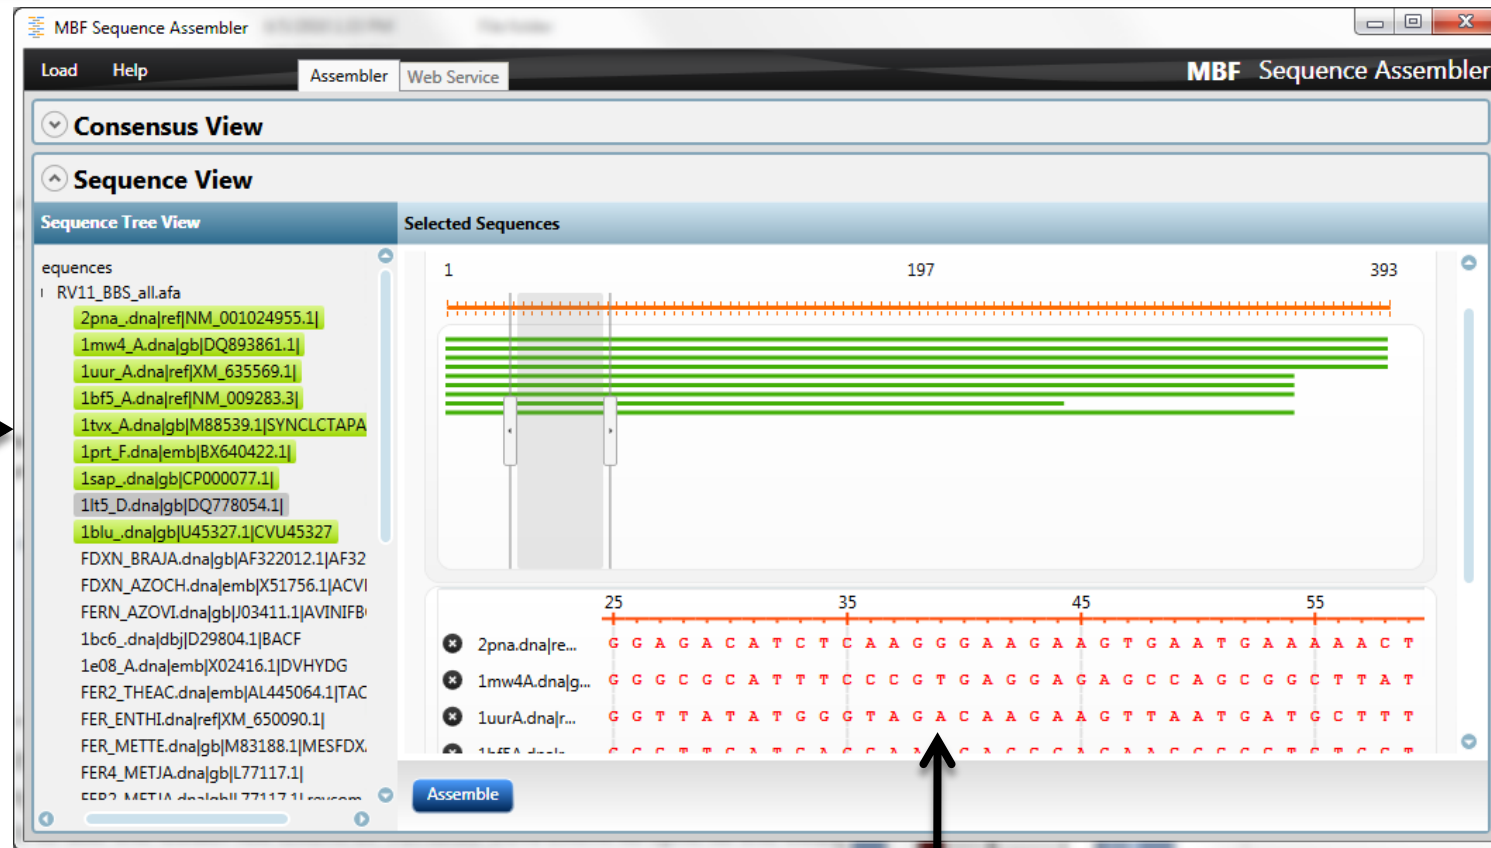 MBF Sequence Assembler
Load Help Assembler Web Service MBF Sequence Assembler
Consensus View
Sequence View
Sequence Tree View
equences
RV11_BBS_all.afa
2pna_.dna|ref|NM_001024955.1|
1mw4_A.dna|gb|DQ893861.1|
1uur_A.dna|ref|XM_635569.1|
1bf5_A.dna|ref|NM_009283.3|
1tvx_A.dna|gb|M88539.1|SYNCLCTAPA
1prt_F.dna|emb|BX640422.1|
1sap_.dna|gb|CP000077.1|
1lt5_D.dna|gb|DQ778054.1|
1blu_.dna|gb|U45327.1|CVU45327
FDXN_BRAJA.dna|gb|AF322012.1|AF32
FDXN_AZOCH.dna|emb|X51756.1|ACVI
FERN_AZOVI.dna|gb|J03411.1|AVINIFB
1bc6_.dna|dbj|D29804.1|BACF
1e08_A.dna|emb|X02416.1|DVHYDG
FER2_THEAC.dna|emb|AL445064.1|TAC
FER_ENTHI.dna|ref|XM_650090.1|
FER_METTE.dna|gb|M83188.1|MESFDX
FER4_METJA.dna|gb|L77117.1|
Selected Sequences
1 197 393
25 35 45 55
2pna.dna|re... G G A G A C A T C T C A A G G G A A G A A G T G A A T G A A A A A C T
1mw4A.dna|g... G G G C G C A T T T C C C G T G A G G A G A G C C A G C G G C T T A T
1uurA.dna|r... G G T T A T A T G G G T A G A C A A G A A G T T A A T G A T G C T T T
Assemble